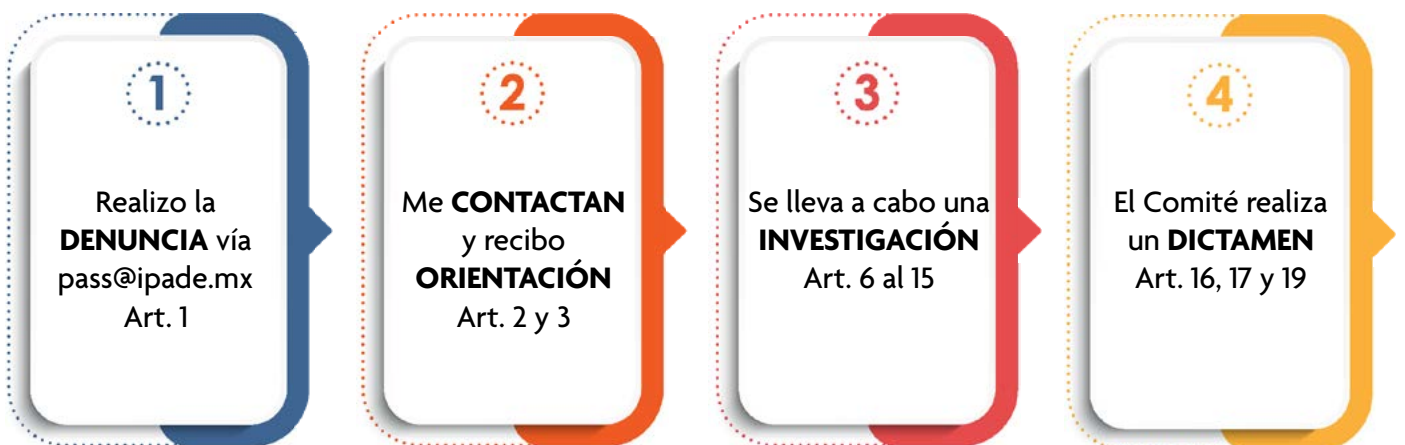 1
Realizo la
DENUNCIA vía
pass@ipade.mx
Art. 1
2
Me CONTACTAN
y recibo
ORIENTACIÓN
Art. 2 y 3
3
Se lleva a cabo una
INVESTIGACIÓN
Art. 6 al 15
4
El Comité realiza
un DICTAMEN
Art. 16, 17 y 19